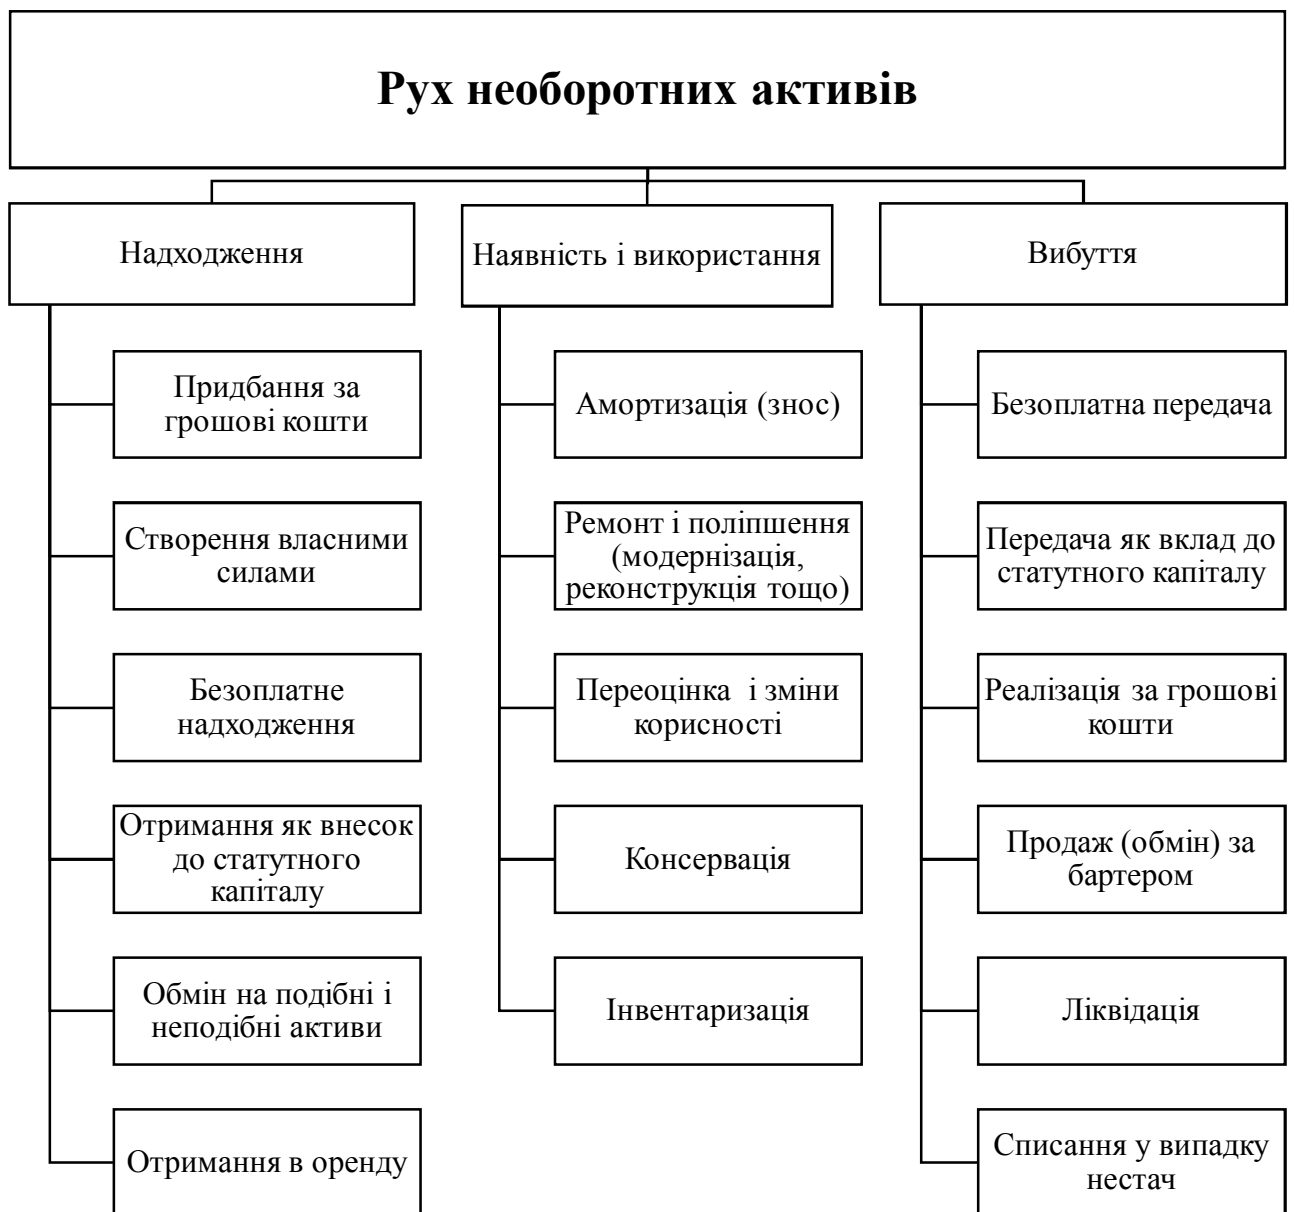 Рух необоротних активів
Надходження
Придбання за
грошові кошти
Створення власними
силами
Безоплатне
надходження
Отримання як внесок
до статутного
капіталу
Обмін на подібні і
неподібні активи
Отримання в оренду
Наявність і використання
Амортизація (знос)
Ремонт і поліпшення
(модернізація,
реконструкція тощо)
Переоцінка і зміни
корисності
Консервація
Інвентаризація
Вибуття
Безоплатна передача
Передача як вклад до
статутного капіталу
Реалізація за грошові
кошти
Продаж (обмін) за
бартером
Ліквідація
Списання у випадку
нестач